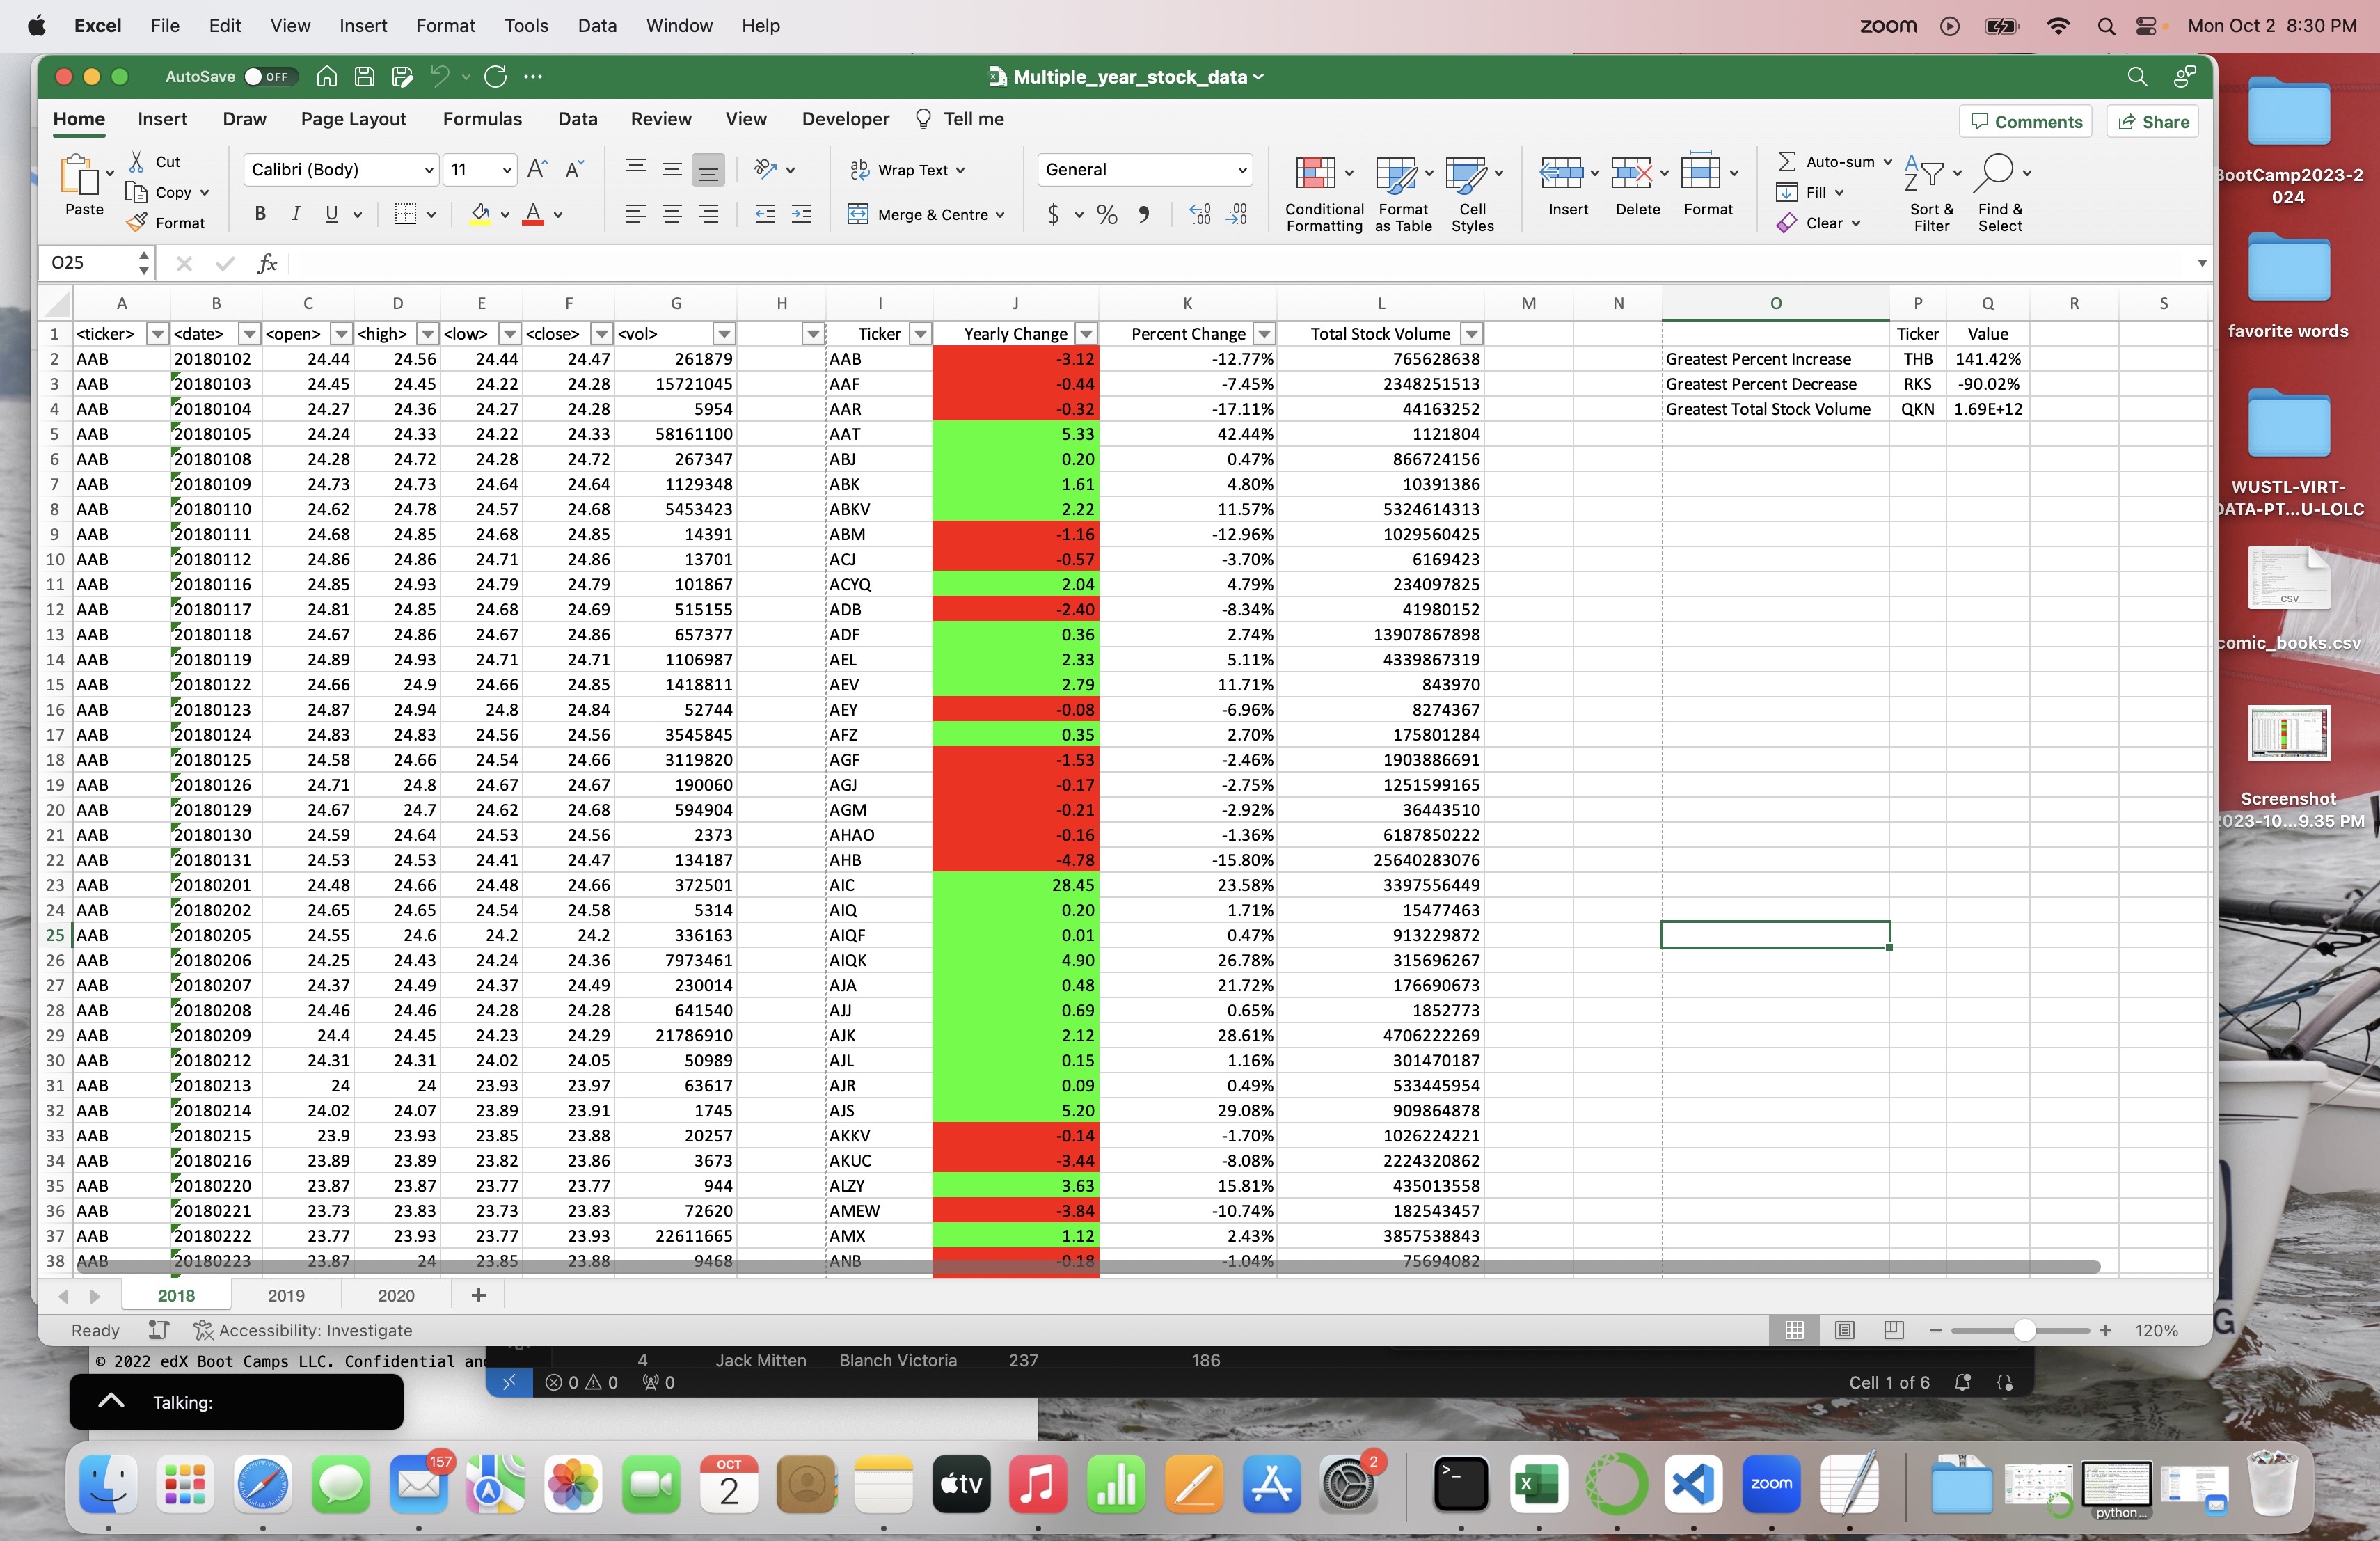 Excel File Edit View Insert Format Tools Data Window Help zoom Mon Oct 2 8:30 PM
AutoSave OFF Multiple_year_stock_data
Home Insert Draw Page Layout Formulas Data Review View Developer Tell me Comments Share
Paste Cut Copy Format
Calibri (Body) 11
B I U A
ab Wrap Text
Merge & Centre
General
$ %
Conditional Formatting Format as Table Cell Styles Insert Delete Format
Auto-sum Fill Clear Sort & Filter Find & Select
O25 fx
A B C D E F G H I J K L M N O P Q R S
1 <ticker> <date> <open> <high> <low> <close> <vol> Ticker Yearly Change Percent Change Total Stock Volume Ticker Value
2 AAB 20180102 24.44 24.56 24.44 24.47 261879 AAB -3.12 -12.77% 765628638 Greatest Percent Increase THB 141.42%
3 AAB 20180103 24.45 24.45 24.22 24.28 15721045 AAF -0.44 -7.45% 2348251513 Greatest Percent Decrease RKS -90.02%
4 AAB 20180104 24.27 24.36 24.27 24.28 5954 AAR -0.32 -17.11% 44163252 Greatest Total Stock Volume QKN 1.69E+12
5 AAB 20180105 24.24 24.33 24.22 24.33 58161100 AAT 5.33 42.44% 1121804
6 AAB 20180108 24.28 24.72 24.28 24.72 267347 ABJ 0.20 0.47% 866724156
7 AAB 20180109 24.73 24.73 24.64 24.64 1129348 ABK 1.61 4.80% 10391386
8 AAB 20180110 24.62 24.78 24.57 24.68 5453423 ABKV 2.22 11.57% 5324614313
9 AAB 20180111 24.68 24.85 24.68 24.85 14391 ABM -1.16 -12.96% 1029560425
10 AAB 20180112 24.86 24.86 24.71 24.86 13701 ACJ -0.57 -3.70% 6169423
11 AAB 20180116 24.85 24.93 24.79 24.79 101867 ACYQ 2.04 4.79% 234097825
12 AAB 20180117 24.81 24.85 24.68 24.69 515155 ADB -2.40 -8.34% 41980152
13 AAB 20180118 24.67 24.86 24.67 24.86 657377 ADF 0.36 2.74% 13907867898
14 AAB 20180119 24.89 24.93 24.71 24.71 1106987 AEL 2.33 5.11% 4339867319
15 AAB 20180122 24.66 24.9 24.66 24.85 1418811 AEV 2.79 11.71% 843970
16 AAB 20180123 24.87 24.94 24.8 24.84 52744 AEY -0.08 -6.96% 8274367
17 AAB 20180124 24.83 24.83 24.56 24.56 3545845 AFZ 0.35 2.70% 175801284
18 AAB 20180125 24.58 24.66 24.54 24.66 3119820 AGF -1.53 -2.46% 1903886691
19 AAB 20180126 24.71 24.8 24.67 24.67 190060 AGJ -0.17 -2.75% 1251599165
20 AAB 20180129 24.67 24.7 24.62 24.68 594904 AGM -0.21 -2.92% 36443510
21 AAB 20180130 24.59 24.64 24.53 24.56 2373 AHAO -0.16 -1.36% 6187850222
22 AAB 20180131 24.53 24.53 24.41 24.47 134187 AHB -4.78 -15.80% 25640283076
23 AAB 20180201 24.48 24.66 24.48 24.66 372501 AIC 28.45 23.58% 3397556449
24 AAB 20180202 24.65 24.65 24.54 24.58 5314 AIQ 0.20 1.71% 15477463
25 AAB 20180205 24.55 24.6 24.2 24.2 336163 AIQF 0.01 0.47% 913229872
26 AAB 20180206 24.25 24.43 24.24 24.36 7973461 AIQK 4.90 26.78% 315696267
27 AAB 20180207 24.37 24.49 24.37 24.49 230014 AJA 0.48 21.72% 176690673
28 AAB 20180208 24.46 24.46 24.28 24.28 641540 AJJ 0.69 0.65% 1852773
29 AAB 20180209 24.4 24.45 24.23 24.29 21786910 AJK 2.12 28.61% 4706222269
30 AAB 20180212 24.31 24.31 24.02 24.05 50989 AJL 0.15 1.16% 301470187
31 AAB 20180213 24 24 23.93 23.97 63617 AJR 0.09 0.49% 533445954
32 AAB 20180214 24.02 24.07 23.89 23.91 1745 AJS 5.20 29.08% 909864878
33 AAB 20180215 23.9 23.93 23.85 23.88 20257 AKKV -0.14 -1.70% 1026224221
34 AAB 20180216 23.89 23.89 23.82 23.86 3673 AKUC -3.44 -8.08% 2224320862
35 AAB 20180220 23.87 23.87 23.77 23.77 944 ALZY 3.63 15.81% 435013558
36 AAB 20180221 23.73 23.83 23.73 23.83 72620 AMEW -3.84 -10.74% 182543457
37 AAB 20180222 23.77 23.93 23.77 23.93 22611665 AMX 1.12 2.43% 3857538843
38 AAB 20180223 23.87 24 23.85 23.88 9468 ANB -0.18 -1.04% 75694082
2018 2019 2020 +
Ready Accessibility: Investigate 120%
© 2022 edX Boot Camps LLC. Confidential and
4 Jack Mitten Blanch Victoria 237 186
0 0 0 Cell 1 of 6
Talking:
BootCamp2023-2
024
favorite words
WUSTL-VIRT-
DATA-PT...U-LOLC
CSV
comic_books.csv
Screenshot
2023-10...9.35 PM
G
157 OCT 2 tv 2 zoom python...